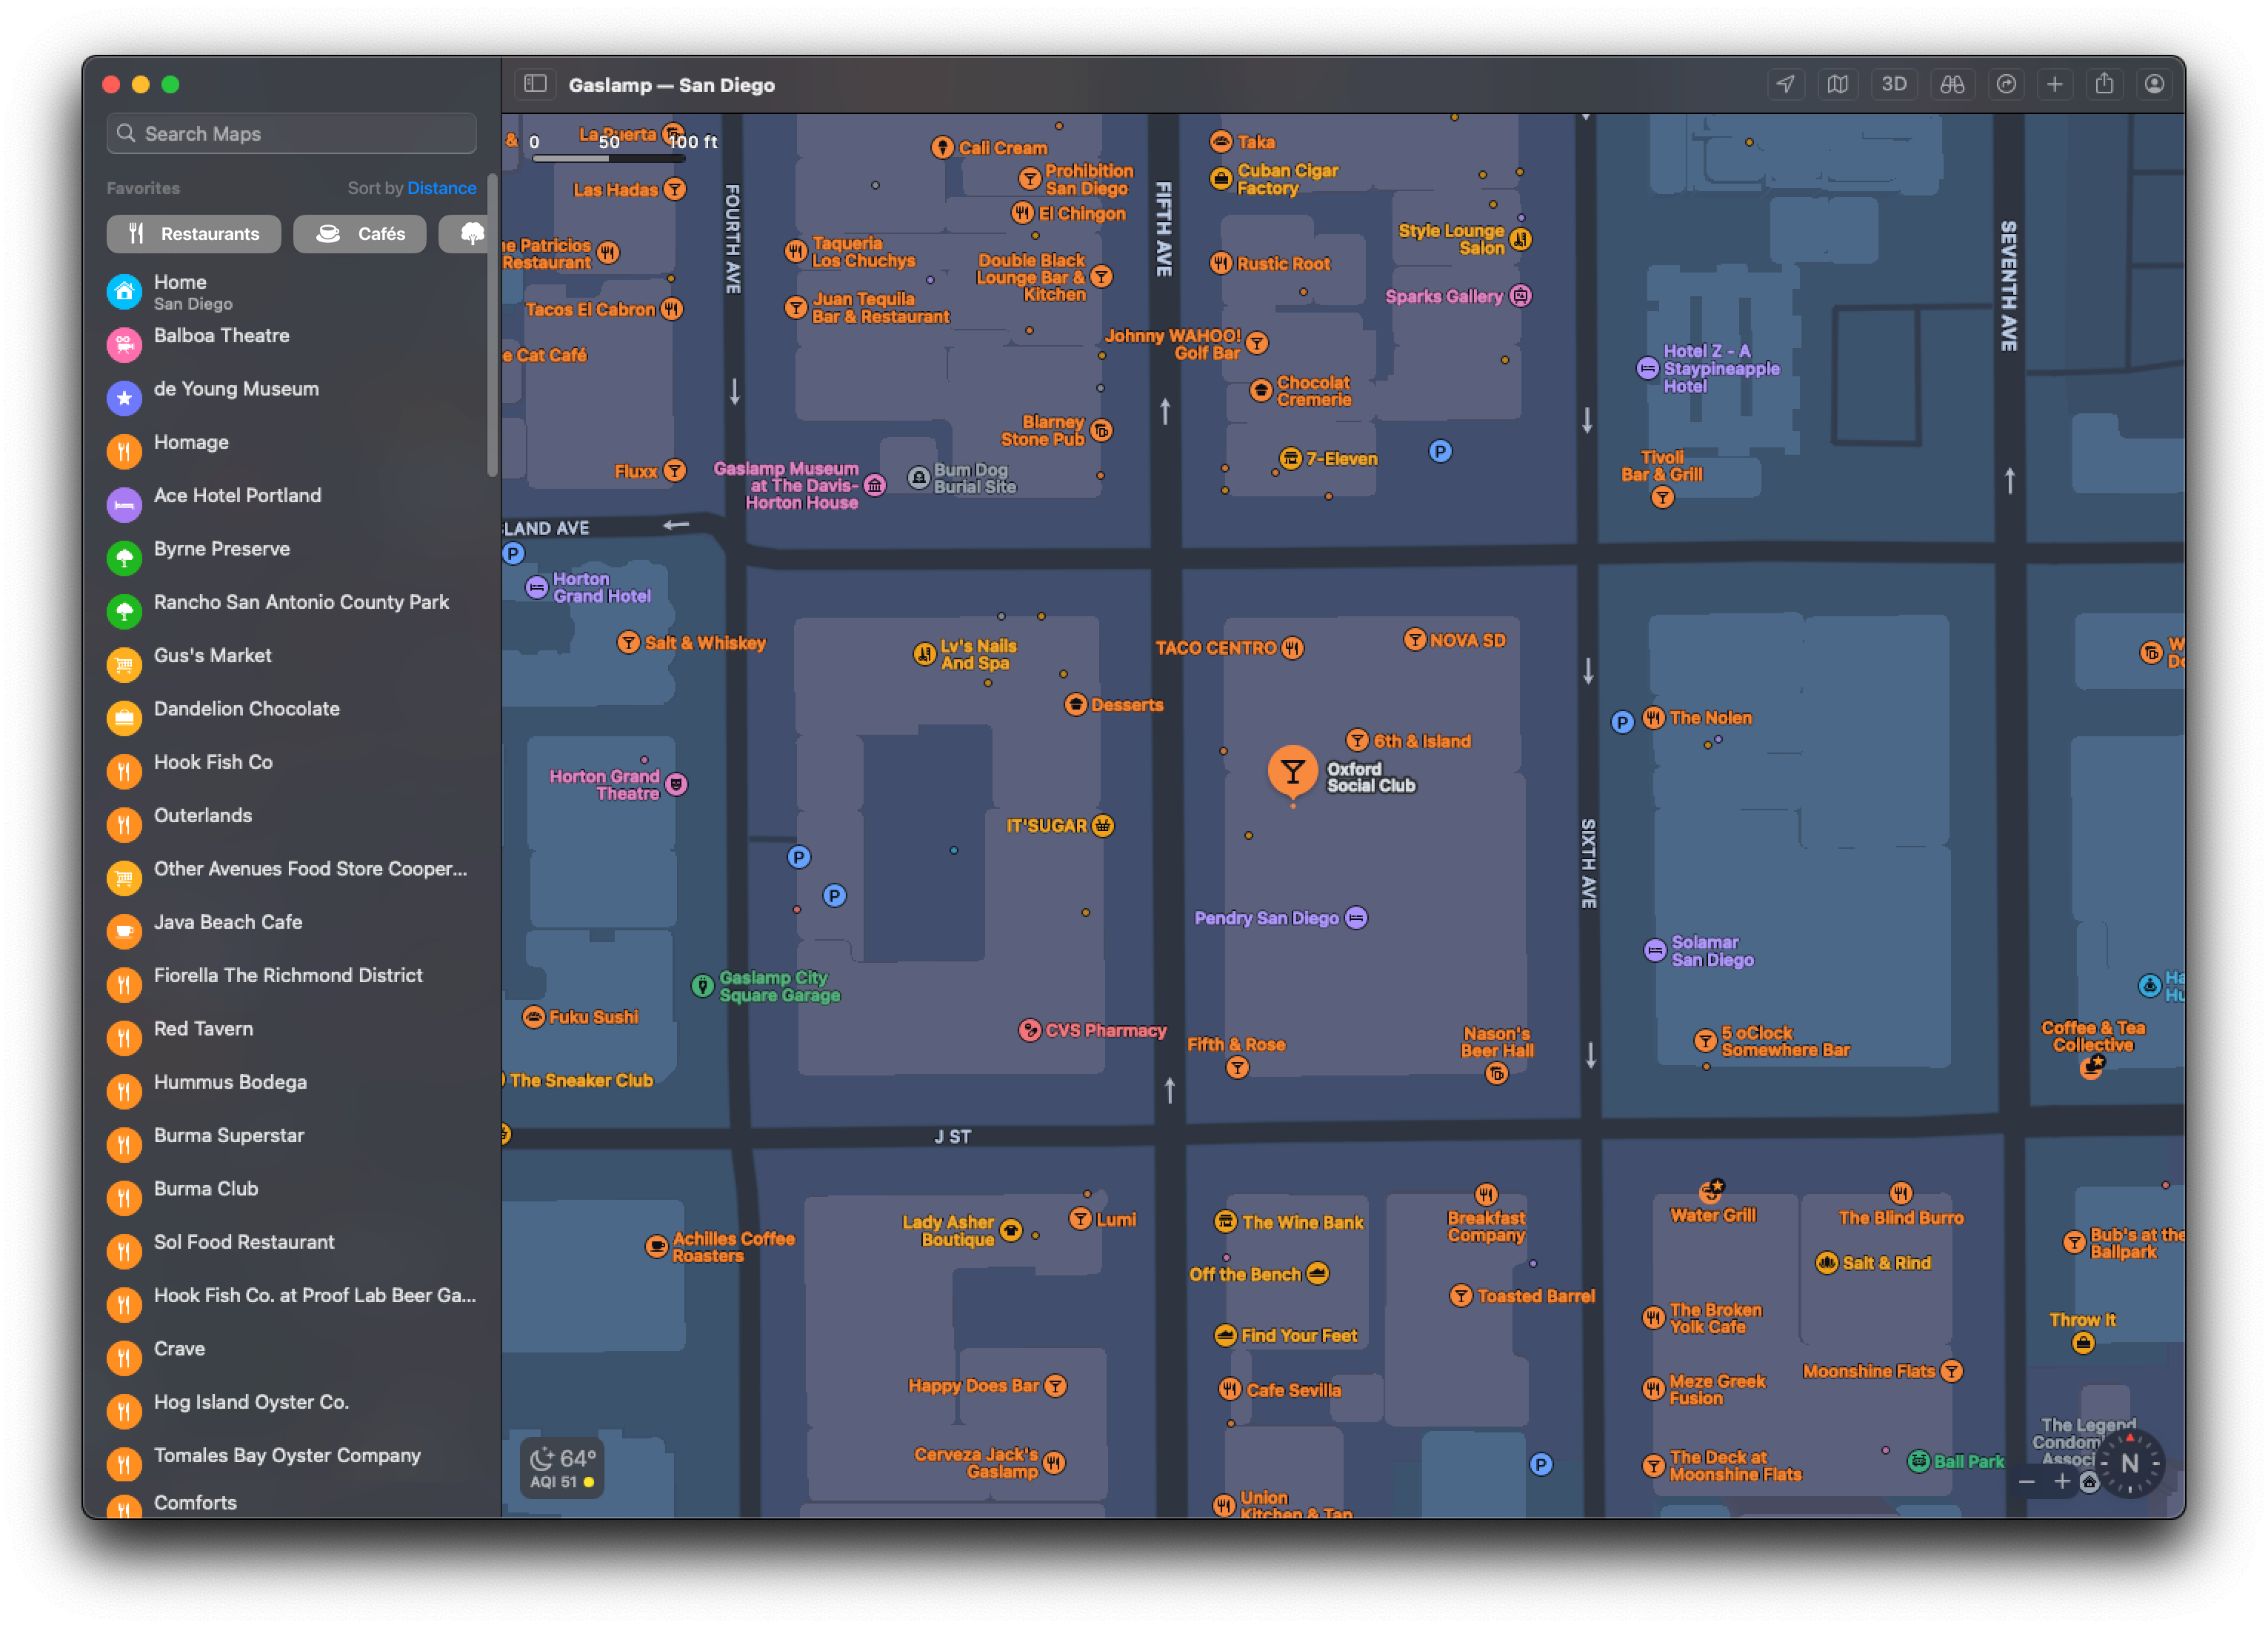 Gaslamp — San Diego
3D
Search Maps
Favorites
Sort by Distance
Restaurants
Cafés
Home
San Diego
Balboa Theatre
de Young Museum
Homage
Ace Hotel Portland
Byrne Preserve
Rancho San Antonio County Park
Gus's Market
Dandelion Chocolate
Hook Fish Co
Outerlands
Other Avenues Food Store Cooper...
Java Beach Cafe
Fiorella The Richmond District
Red Tavern
Hummus Bodega
Burma Superstar
Burma Club
Sol Food Restaurant
Hook Fish Co. at Proof Lab Beer Ga...
Crave
Hog Island Oyster Co.
Tomales Bay Oyster Company
Comforts
&
La Puerta
0 50 100 ft
Las Hadas
FOURTH AVE
Restaurant
Tacos El Cabron
Cat Café
Fluxx
Cali Cream
Prohibition
San Diego
El Chingon
Taqueria
Los Chuchys
Double Black
Lounge Bar &
Kitchen
Juan Tequila
Bar & Restaurant
Blarney
Stone Pub
Gaslamp Museum
at The Davis-
Horton House
Bum Dog
Burial Site
FIFTH AVE
Taka
Cuban Cigar
Factory
Style Lounge
Salon
Rustic Root
Sparks Gallery
Johnny WAHOO!
Golf Bar
Chocolat
Cremerie
7-Eleven
P
Hotel Z - A
Staypineapple
Hotel
Tivoli
Bar & Grill
SEVENTH AVE
LAND AVE
P
Horton
Grand Hotel
Salt & Whiskey
Lv's Nails
And Spa
Desserts
TACO CENTRO
NOVA SD
6th & Island
Oxford
Social Club
P
The Nolen
Horton Grand
Theatre
IT'SUGAR
P
P
SIXTH AVE
Pendry San Diego
Solamar
San Diego
Gaslamp City
Square Garage
Fuku Sushi
CVS Pharmacy
Fifth & Rose
Nason's
Beer Hall
5 oClock
Somewhere Bar
Coffee & Tea
Collective
The Sneaker Club
J ST
Achilles Coffee
Roasters
Lady Asher
Boutique
Lumi
The Wine Bank
Breakfast
Company
Water Grill
The Blind Burro
Bub's at the
Ballpark
Off the Bench
Salt & Rind
Toasted Barrel
The Broken
Yolk Cafe
Throw It
Find Your Feet
Happy Does Bar
Cafe Sevilla
Meze Greek
Fusion
Moonshine Flats
The Legend
Cerveza Jack's
Gaslamp
P
The Deck at
Moonshine Flats
Ball Park
Union
Kitchen & Tap
64°
AQI 51
N